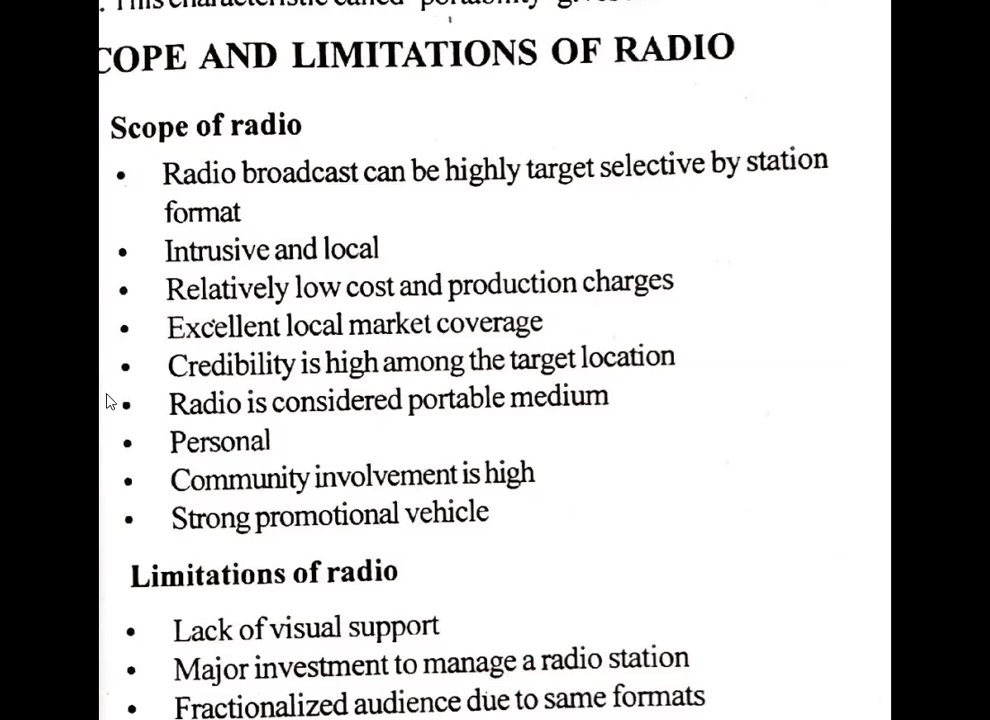 COPE AND LIMITATIONS OF RADIO
Scope of radio
• Radio broadcast can be highly target selective by station
format
• Intrusive and local
• Relatively low cost and production charges
• Excellent local market coverage
• Credibility is high among the target location
• Radio is considered portable medium
• Personal
• Community involvement is high
• Strong promotional vehicle
Limitations of radio
• Lack of visual support
• Major investment to manage a radio station
• Fractionalized audience due to same formats